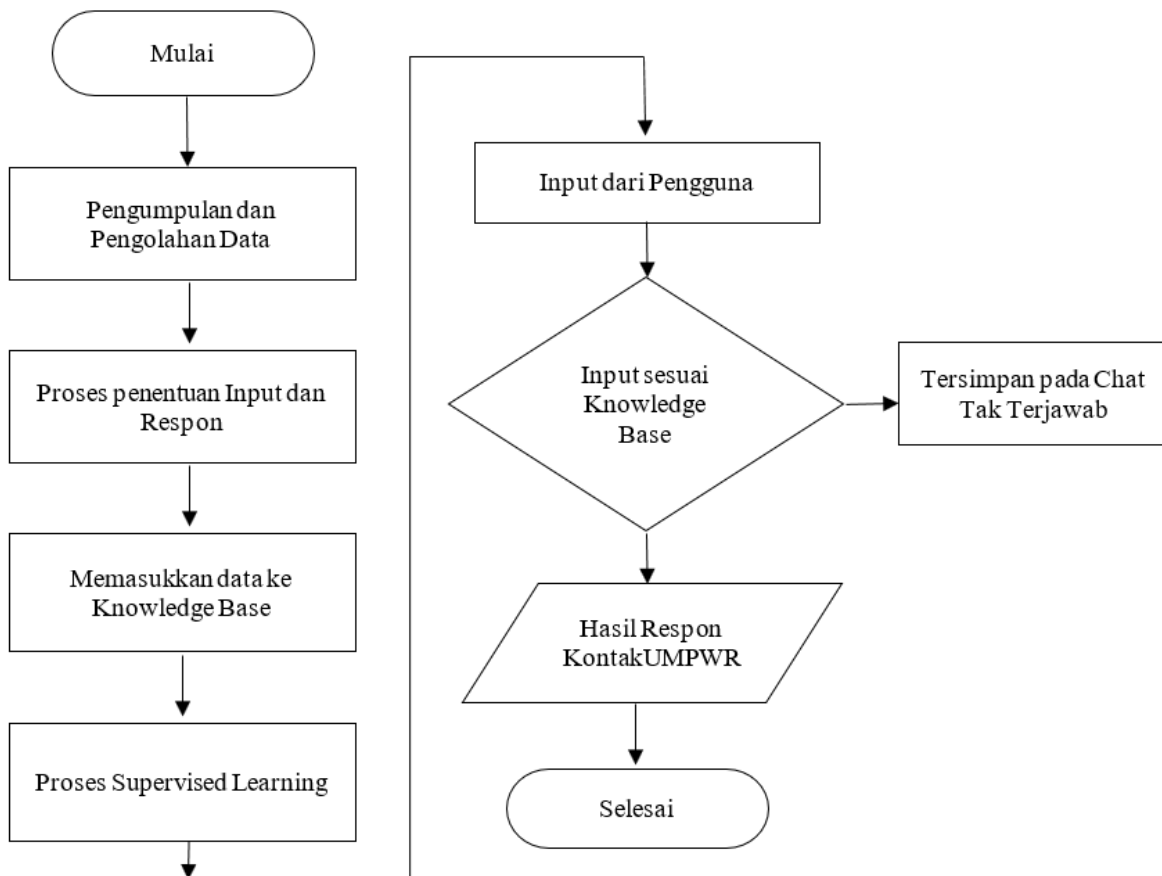 Mulai
Pengumpulan dan
Pengolahan Data
Proses penentuan Input dan
Respon
Memasukkan data ke
Knowledge Base
Proses Supervised Learning
Input dari Pengguna
Input sesuai
Knowledge
Base
Tersimpan pada Chat
Tak Terjawab
Hasil Respon
KontakUMPWR
Selesai